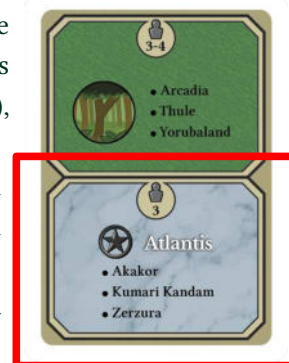 e
s
),
3-4
• Arcadia
• Thule
• Yorubaland
3
Atlantis
• Akakor
• Kumari Kandam
• Zerzura